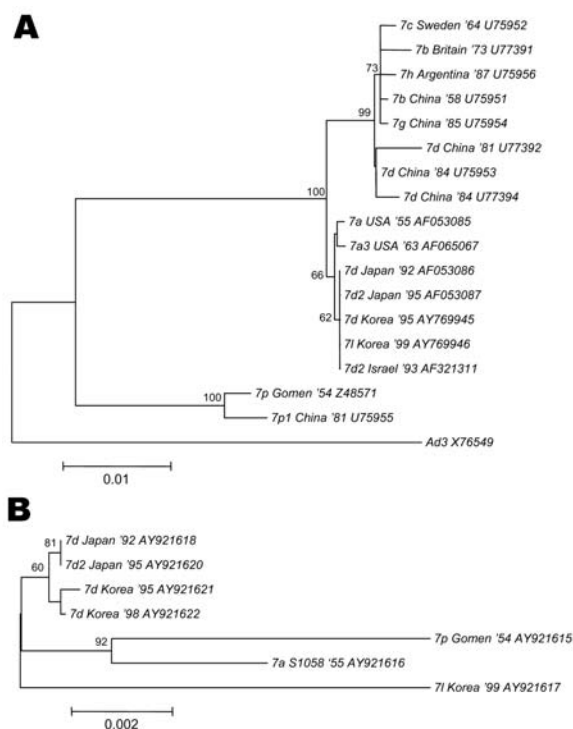 A
7c Sweden '64 U75952
7b Britain '73 U77391
73
7h Argentina '87 U75956
7b China '58 U75951
99
7g China '85 U75954
7d China '81 U77392
7d China '84 U75953
100
7d China '84 U77394
7a USA '55 AF053085
7a3 USA '63 AF065067
66
7d Japan '92 AF053086
7d2 Japan '95 AF053087
62
7d Korea '95 AY769945
7l Korea '99 AY769946
7d2 Israel '93 AF321311
100
7p Gomen '54 Z48571
7p1 China '81 U75955
Ad3 X76549
0.01
B
81
7d Japan '92 AY921618
60
7d2 Japan '95 AY921620
7d Korea '95 AY921621
7d Korea '98 AY921622
92
7p Gomen '54 AY921615
7a S1058 '55 AY921616
7l Korea '99 AY921617
0.002